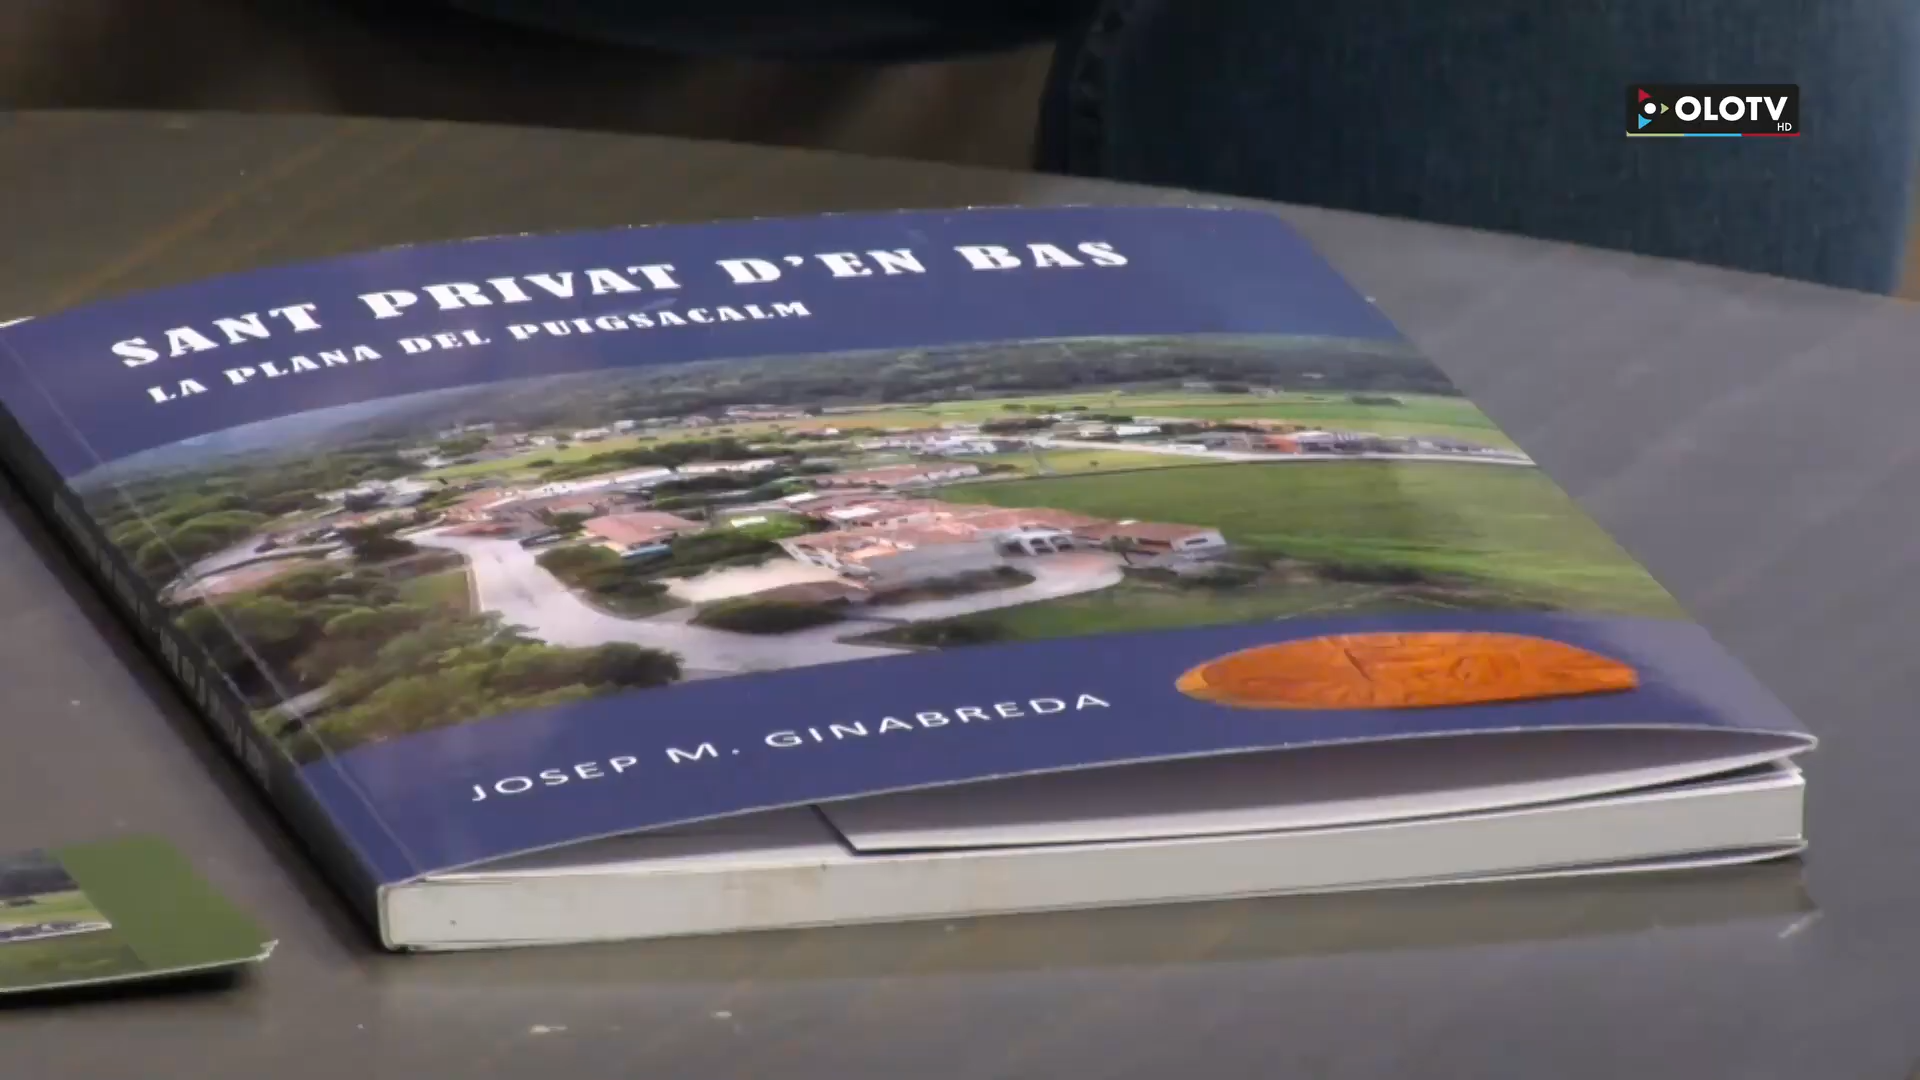 OLOTV
HD
SANT PRIVAT D'EN BAS
LA PLANA DEL PUIGSACALM
JOSEP M. GINABREDA